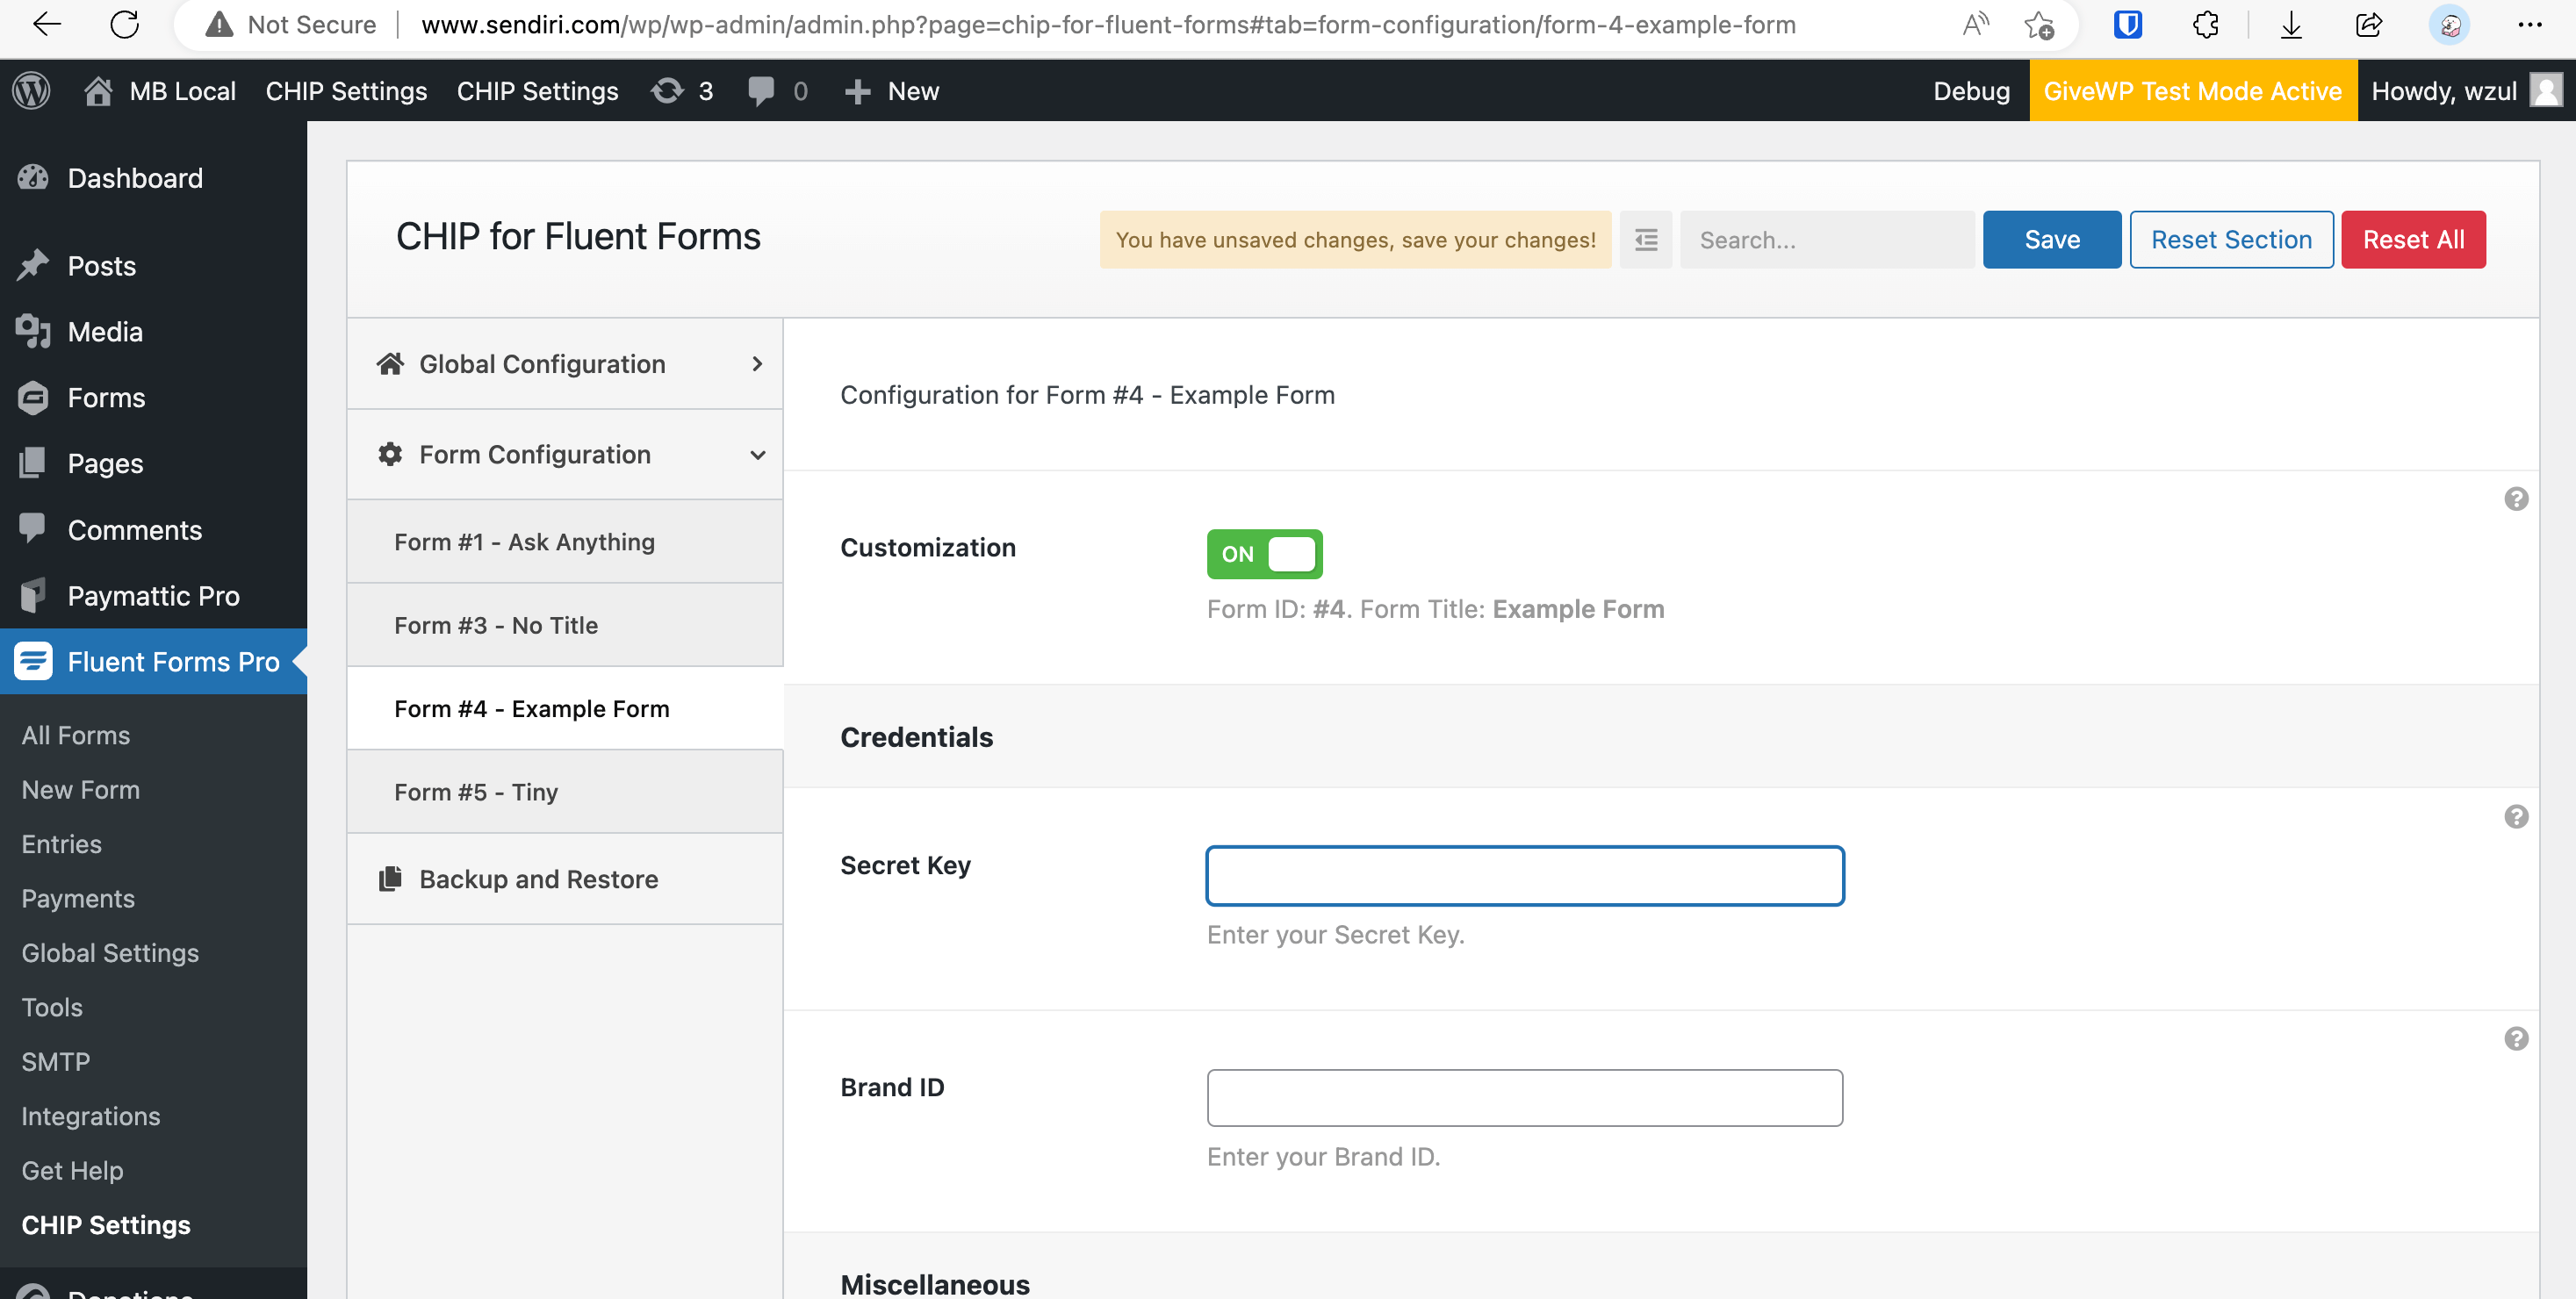 Not Secure www.sendiri.com/wp/wp-admin/admin.php?page=chip-for-fluent-forms#tab=form-configuration/form-4-example-form
MB Local CHIP Settings CHIP Settings 3 0 New Debug GiveWP Test Mode Active Howdy, wzul
Dashboard
Posts
Media
Forms
Pages
Comments
Paymattic Pro
Fluent Forms Pro
All Forms
New Form
Entries
Payments
Global Settings
Tools
SMTP
Integrations
Get Help
CHIP Settings
Donations
CHIP for Fluent Forms
You have unsaved changes, save your changes! Search... Save Reset Section Reset All
Global Configuration
Form Configuration
Form #1 - Ask Anything
Form #3 - No Title
Form #4 - Example Form
Form #5 - Tiny
Backup and Restore
Configuration for Form #4 - Example Form
Customization ON
Form ID: #4. Form Title: Example Form
Credentials
Secret Key
Enter your Secret Key.
Brand ID
Enter your Brand ID.
Miscellaneous